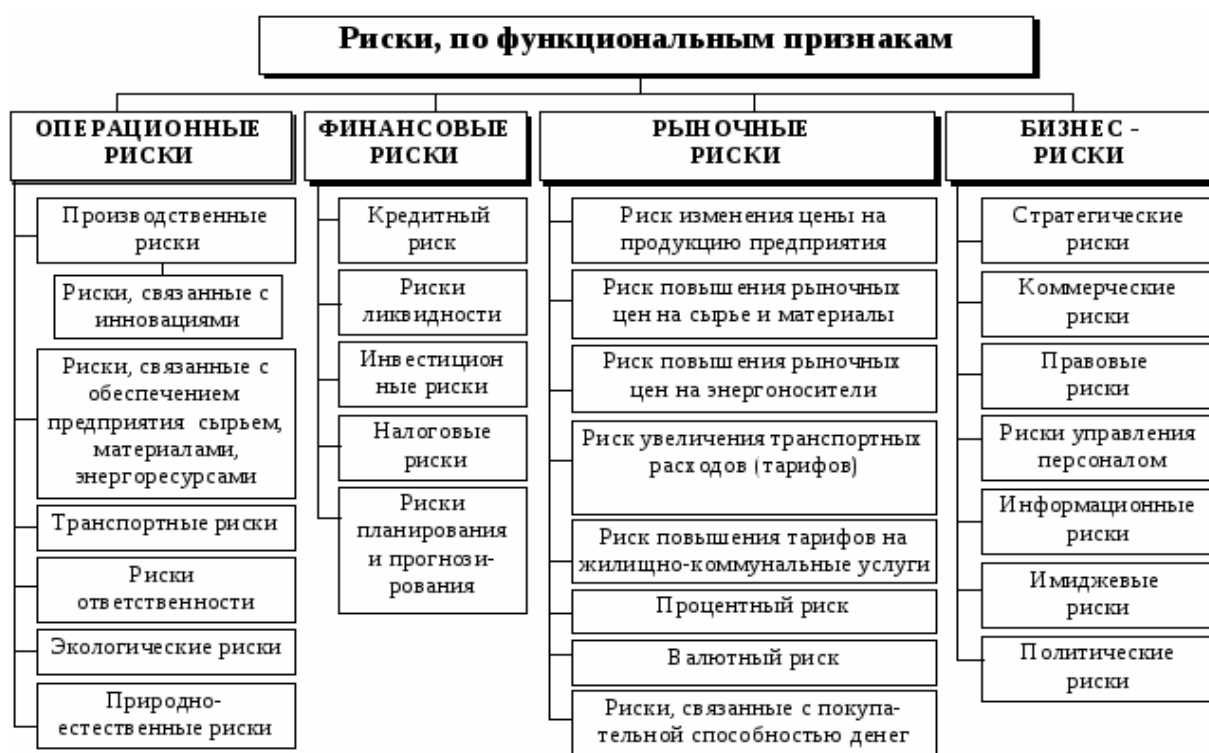 Риски, по функциональным признакам
ОПЕРАЦИОННЫЕ
РИСКИ
Производственные
риски
Риски, связанные с
инновациями
Риски, связанные с
обеспечением
предприятия сырьем,
материалами,
энергоресурсами
Транспортные риски
Риски
ответственности
Экологические риски
Природно-
естественные риски
ФИНАНСОВЫЕ
РИСКИ
Кредитный
риск
Риски
ликвидности
Инвестицион
ные риски
Налоговые
риски
Риски
планирования
и прогнози-
рования
РЫНОЧНЫЕ
РИСКИ
Риск изменения цены на
продукцию предприятия
Риск повышения рыночных
цен на сырье и материалы
Риск повышения рыночных
цен на энергоносители
Риск увеличения транспортных
расходов (тарифов)
Риск повышения тарифов на
жилищно-коммунальные услуги
Процентный риск
Валютный риск
Риски, связанные с покупа-
тельной способностью денег
БИЗНЕС -
РИСКИ
Стратегические
риски
Коммерческие
риски
Правовые
риски
Риски управления
персоналом
Информационные
риски
Имиджевые
риски
Политические
риски